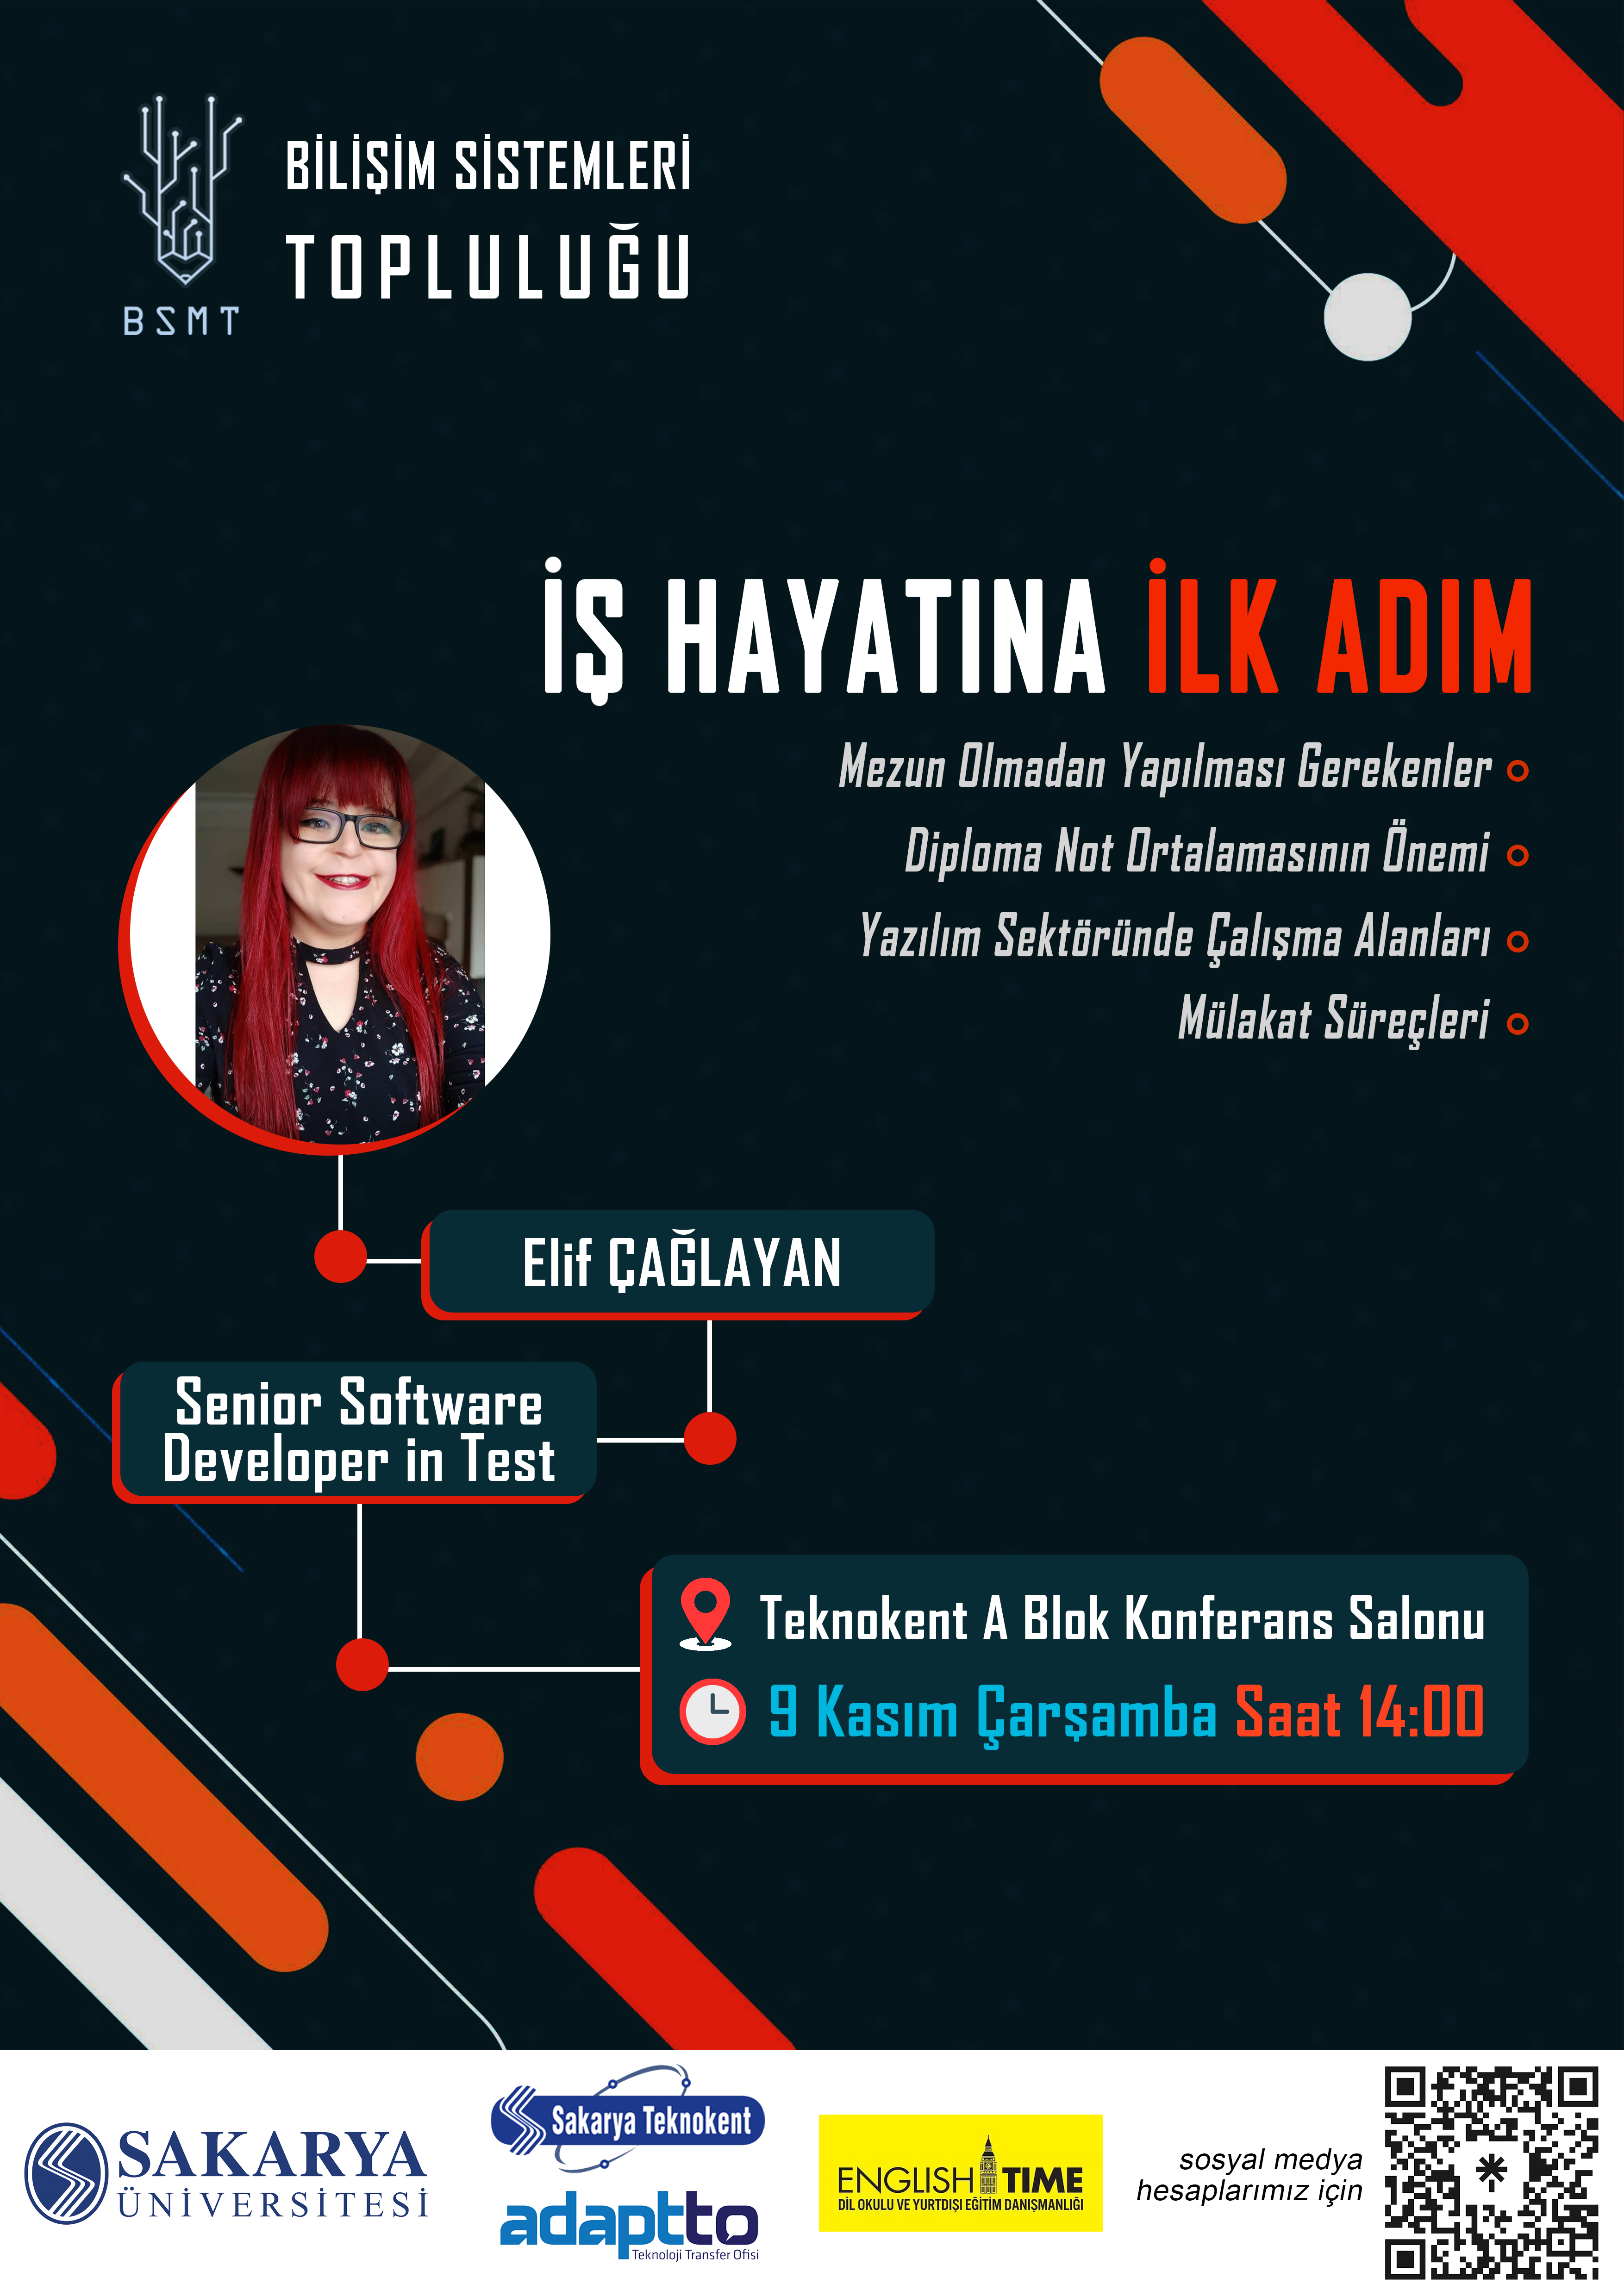 BİLİŞİM SİSTEMLERİ
TOPLULUĞU
BSMT
İŞ HAYATINA İLK ADIM
Mezun Olmadan Yapılması Gerekenler
Diploma Not Ortalamasının Önemi
Yazılım Sektöründe Çalışma Alanları
Mülakat Süreçleri
Elif ÇAĞLAYAN
Senior Software
Developer in Test
Teknokent A Blok Konferans Salonu
9 Kasım Çarşamba Saat 14:00
SAKARYA
ÜNİVERSİTESİ
Sakarya Teknokent
adaptto
Teknoloji Transfer Ofisi
ENGLISH TIME
DİL OKULU VE YURTDIŞI EĞİTİM DANIŞMANLIĞI
sosyal medya
hesaplarımız için